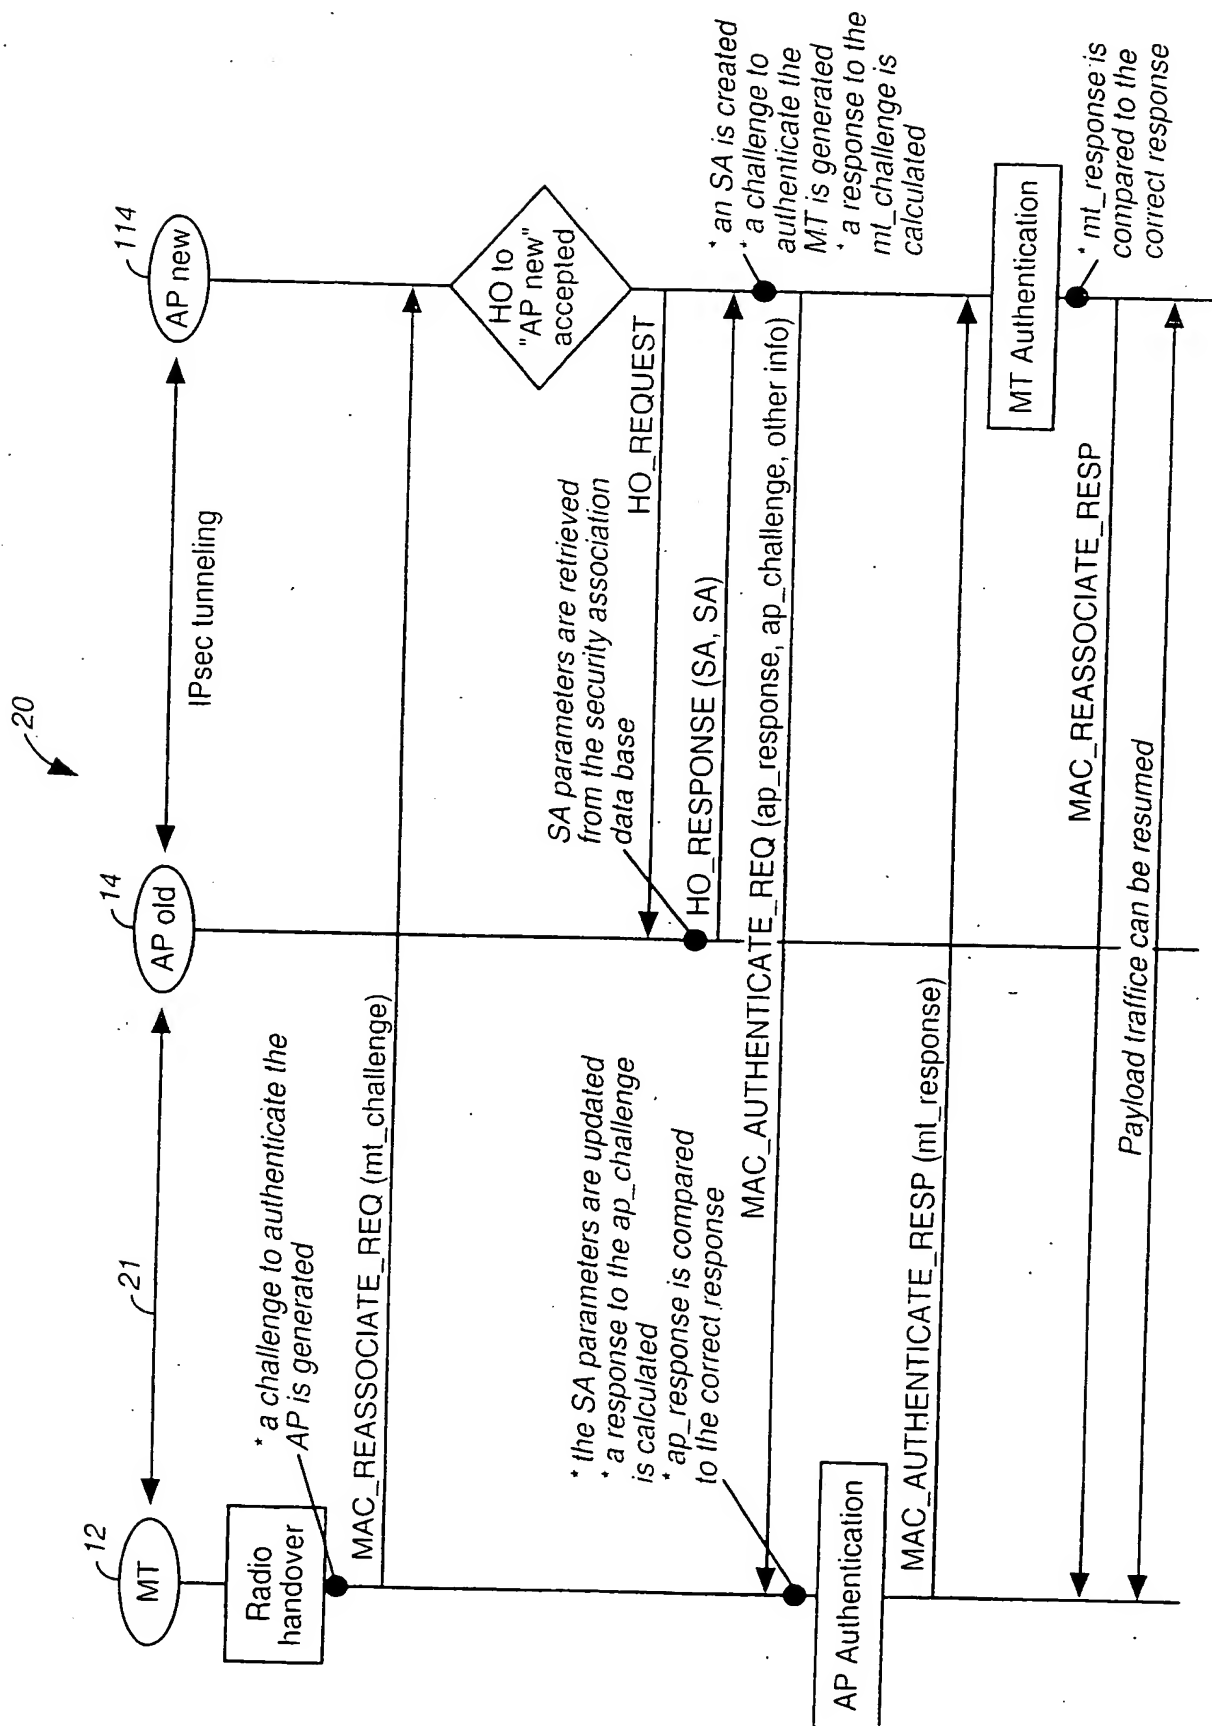 20
12
MT
21
14
AP old
IPsec tunneling
114
AP new
Radio
handover
* a challenge to authenticate the
AP is generated
MAC_REASSOCIATE_REQ (mt_challenge)
HO to
"AP new"
accepted
HO_REQUEST
SA parameters are retrieved
from the security association
data base
HO_RESPONSE (SA, SA)
* an SA is created
* a challenge to
authenticate the
MT is generated
* a response to the
mt_challenge is
calculated
MAC_AUTHENTICATE_REQ (ap_response, ap_challenge, other info)
* the SA parameters are updated
* a response to the ap_challenge
is calculated
* ap_response is compared
to the correct response
AP Authentication
MAC_AUTHENTICATE_RESP (mt_response)
MT Authentication
* mt_response is
compared to the
correct response
MAC_REASSOCIATE_RESP
Payload traffice can be resumed